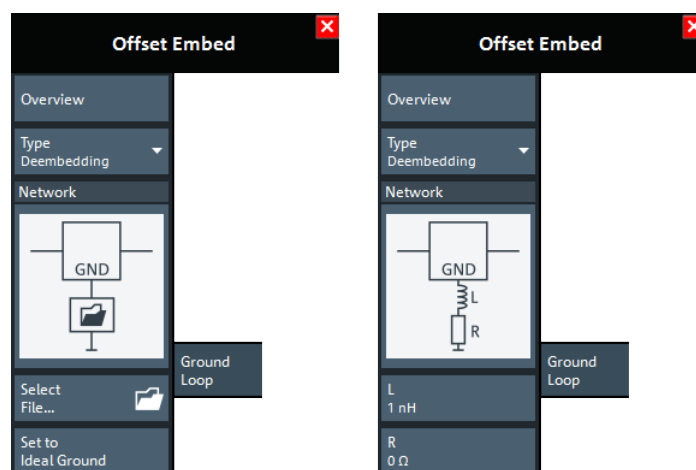 Offset Embed
Overview
Type
Deembedding
Network
GND
Select
File...
Set to
Ideal Ground
Ground
Loop
Offset Embed
Overview
Type
Deembedding
Network
GND
L
R
L
1 nH
R
0 Ω
Ground
Loop